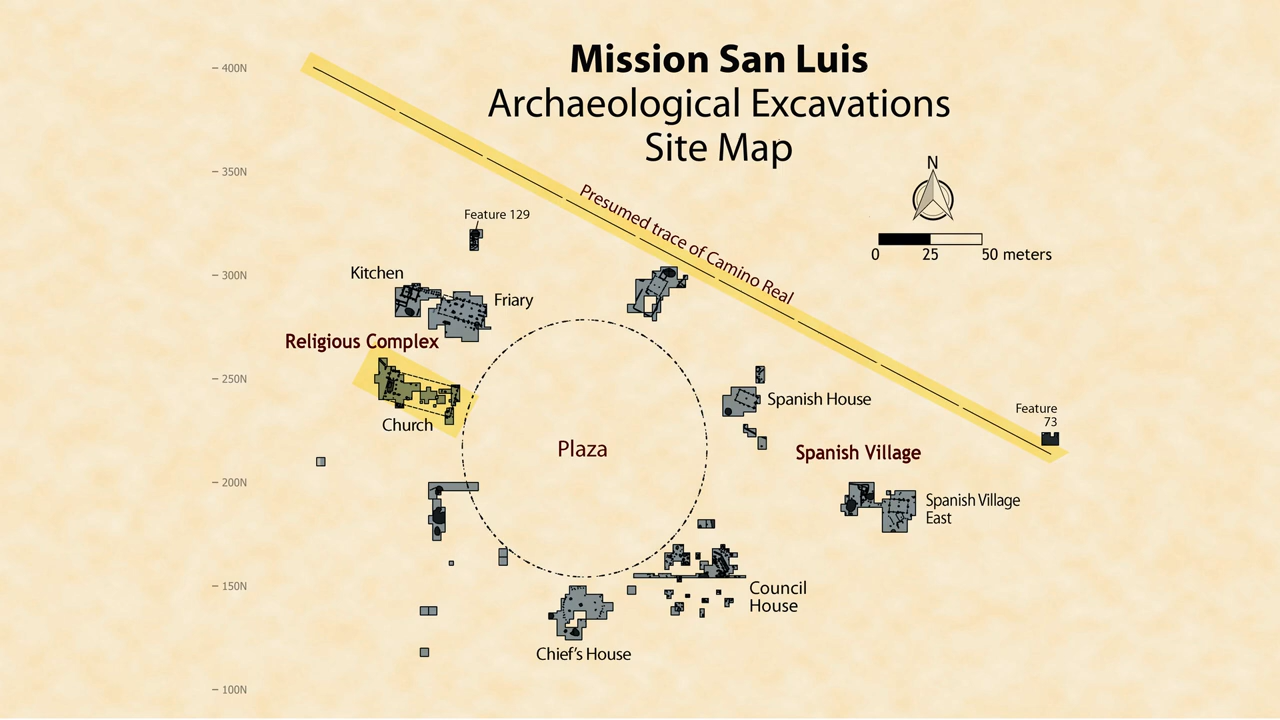 Mission San Luis
Archaeological Excavations
Site Map
400N
350N
300N
250N
200N
150N
100N
N
0 25 50 meters
Presumed trace of Camino Real
Feature 129
Kitchen
Friary
Religious Complex
Church
Plaza
Spanish House
Feature
73
Spanish Village
Spanish Village
East
Council
House
Chief’s House